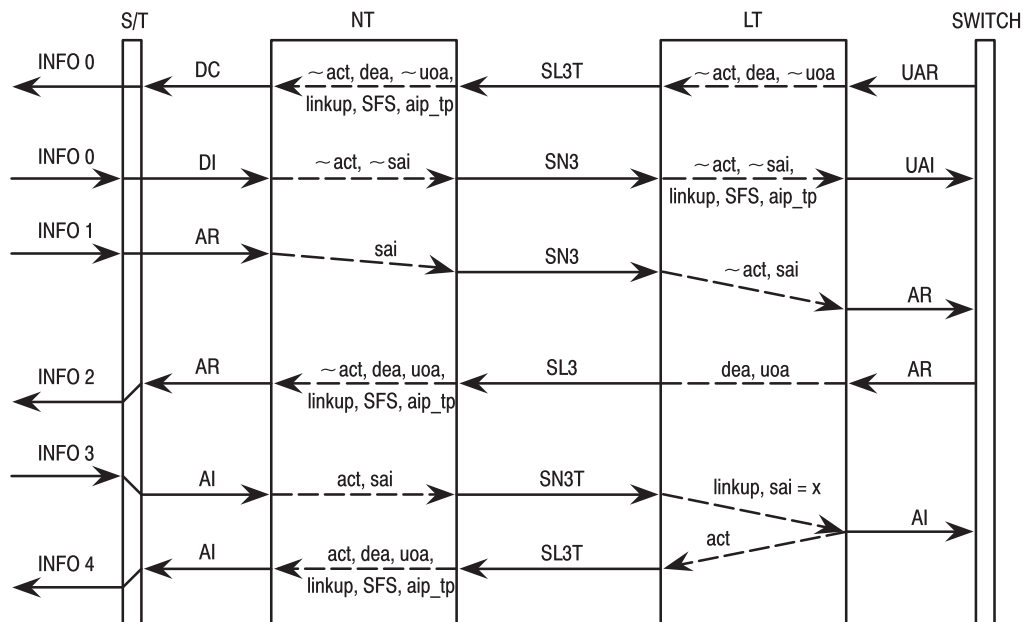 S/T NT LT SWITCH
INFO 0 DC ~act, dea, ~uoa, SL3T ~act, dea, ~uoa UAR
linkup, SFS, aip_tp
INFO 0 DI ~act, ~sai SN3 ~act, ~sai, UAI
linkup, SFS, aip_tp
INFO 1 AR sai SN3 ~act, sai AR
INFO 2 AR ~act, dea, uoa, SL3 dea, uoa AR
linkup, SFS, aip_tp
INFO 3 AI act, sai SN3T linkup, sai = x AI
act
INFO 4 AI act, dea, uoa, SL3T
linkup, SFS, aip_tp